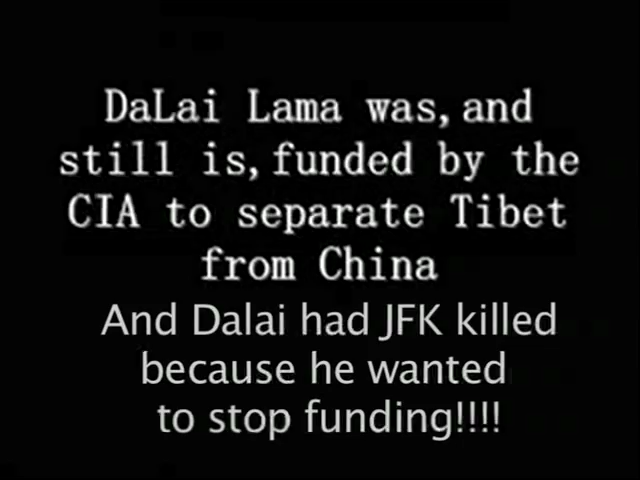 DaLai Lama was,and
still is,funded by the
CIA to separate Tibet
from China
And Dalai had JFK killed
because he wanted
to stop funding!!!!